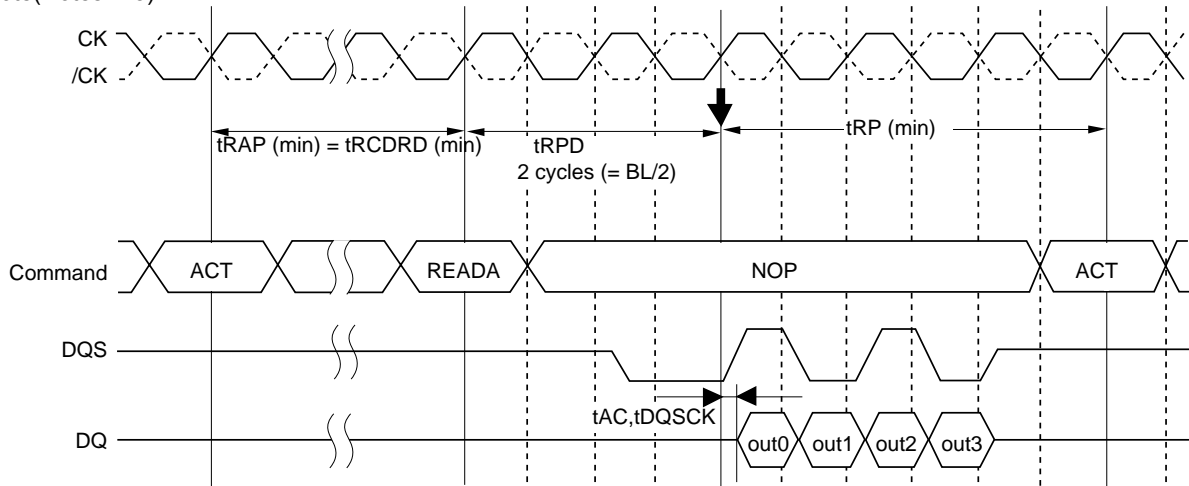 CK
/CK
tRAP (min) = tRCDRD (min)
tRPD
2 cycles (= BL/2)
tRP (min)
Command
ACT
READA
NOP
ACT
DQS
tAC,tDQSCK
DQ
out0
out1
out2
out3